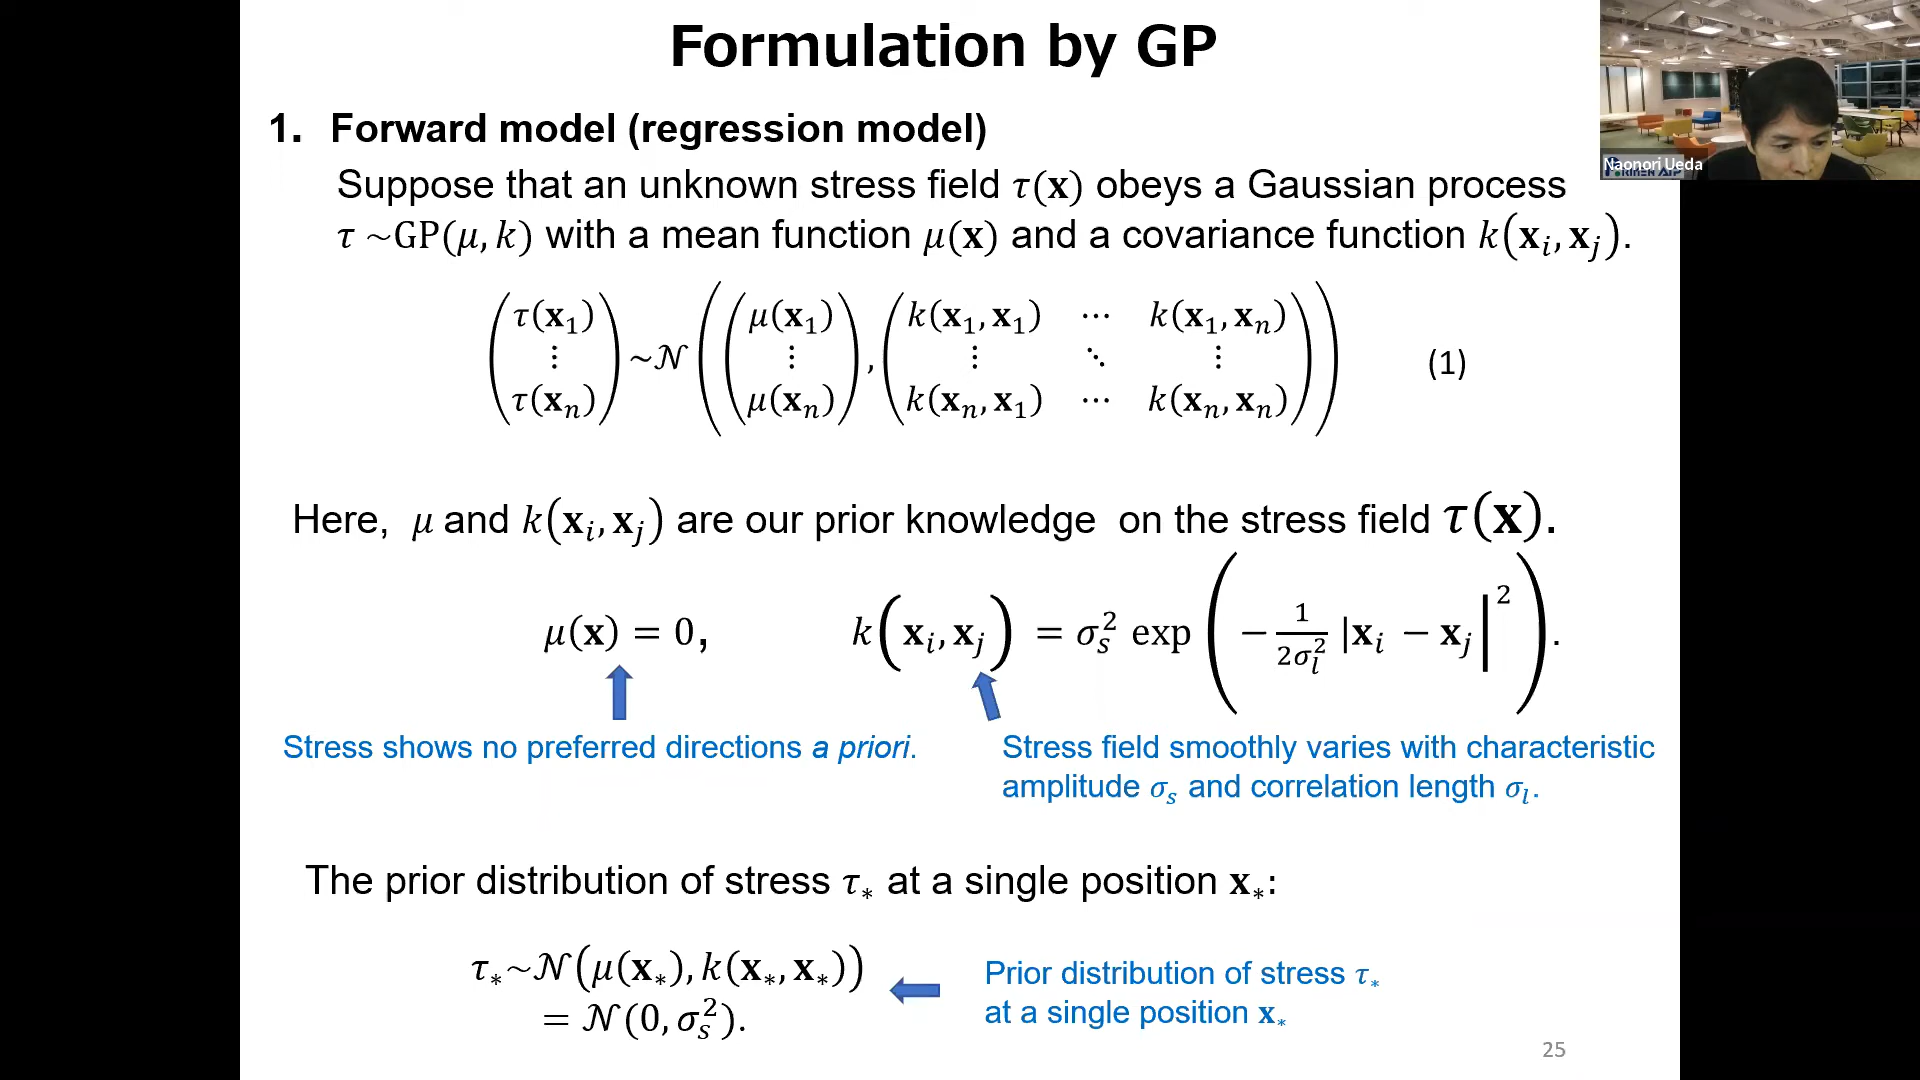 Formulation by GP
1. Forward model (regression model)
Suppose that an unknown stress field τ(x) obeys a Gaussian process
τ ~GP(μ, k) with a mean function μ(x) and a covariance function k(xᵢ, xⱼ).
(τ(x₁) ⋮ τ(xₙ)) ~𝒩 ((μ(x₁) ⋮ μ(xₙ)), (k(x₁, x₁) ⋯ k(x₁, xₙ) ⋮ ⋱ ⋮ k(xₙ, x₁) ⋯ k(xₙ, xₙ))) (1)
Here, μ and k(xᵢ, xⱼ) are our prior knowledge on the stress field τ(x).
μ(x) = 0, k(xᵢ, xⱼ) = σₛ² exp (− 1/2σₗ² |xᵢ − xⱼ|²).
Stress shows no preferred directions a priori.
Stress field smoothly varies with characteristic
amplitude σₛ and correlation length σₗ.
The prior distribution of stress τ∗ at a single position x∗:
τ∗~𝒩(μ(x∗), k(x∗, x∗))
= 𝒩(0, σₛ²).
Prior distribution of stress τ∗
at a single position x∗
25
Naonori Ueda